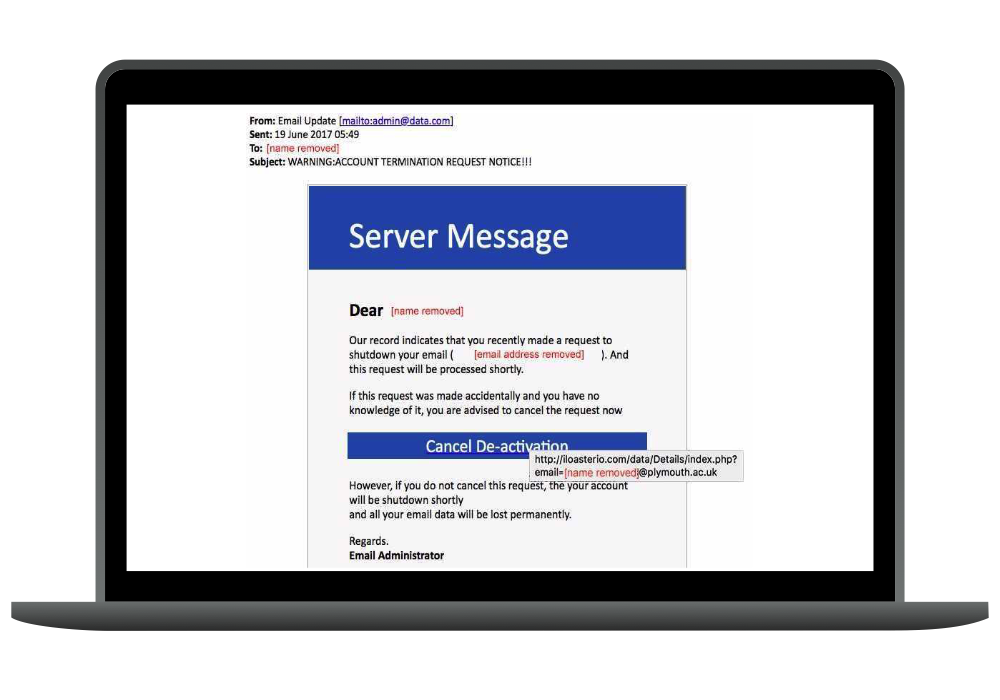 From: Email Update [mailto:admin@data.com]
Sent: 19 June 2017 05:49
To: [name removed]
Subject: WARNING:ACCOUNT TERMINATION REQUEST NOTICE!!!
Server Message
Dear [name removed]
Our record indicates that you recently made a request to
shutdown your email ( [email address removed] ). And
this request will be processed shortly.
If this request was made accidentally and you have no
knowledge of it, you are advised to cancel the request now
Cancel De-activation
http://iloasterio.com/data/Details/index.php?
email=[name removed]@plymouth.ac.uk
However, if you do not cancel this request, the your account
will be shutdown shortly
and all your email data will be lost permanently.
Regards.
Email Administrator